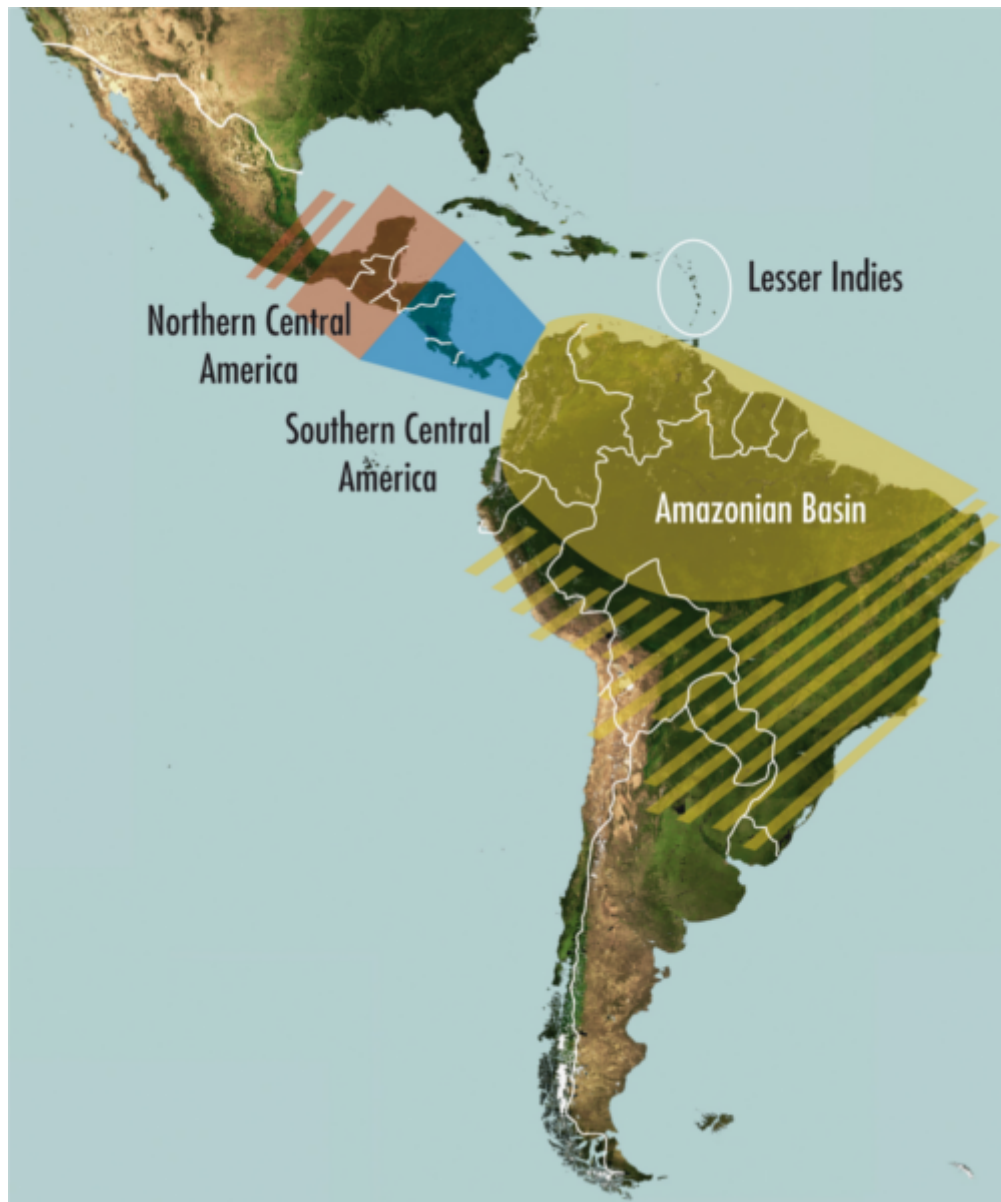 Lesser Indies
Northern Central
America
Southern Central
America
Amazonian Basin